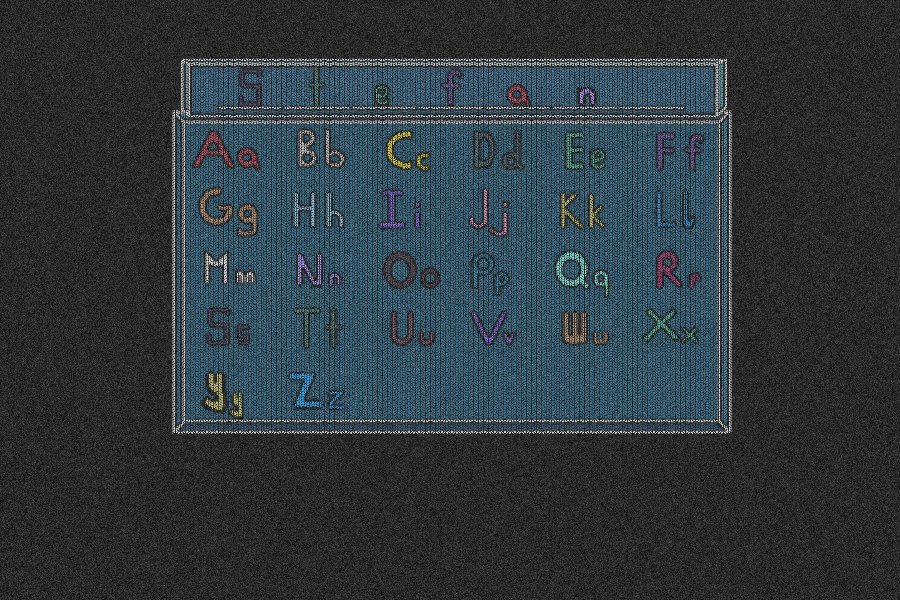 S t e f a n
Aa Bb Cc Dd Ee Ff
Gg Hh Ii Jj Kk Ll
Mm Nn Oo Pp Qq Rr
Ss Tt Uu Vv Ww Xx
Yy Zz